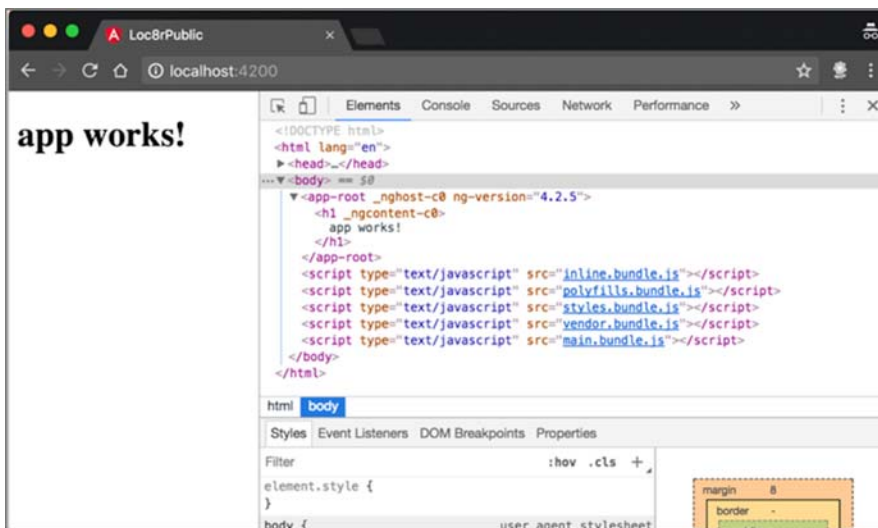 Loc8rPublic ×
localhost:4200
app works!
Elements Console Sources Network Performance » ×
<!DOCTYPE html>
<html lang="en">
▶<head>…</head>
…▼<body> == $0
▼<app-root _nghost-c0 ng-version="4.2.5">
<h1 _ngcontent-c0>
app works!
</h1>
</app-root>
<script type="text/javascript" src="inline.bundle.js"></script>
<script type="text/javascript" src="polyfills.bundle.js"></script>
<script type="text/javascript" src="styles.bundle.js"></script>
<script type="text/javascript" src="vendor.bundle.js"></script>
<script type="text/javascript" src="main.bundle.js"></script>
</body>
</html>
html body
Styles Event Listeners DOM Breakpoints Properties
Filter :hov .cls +
element.style {
}
body { user agent stylesheet
margin 8
border -